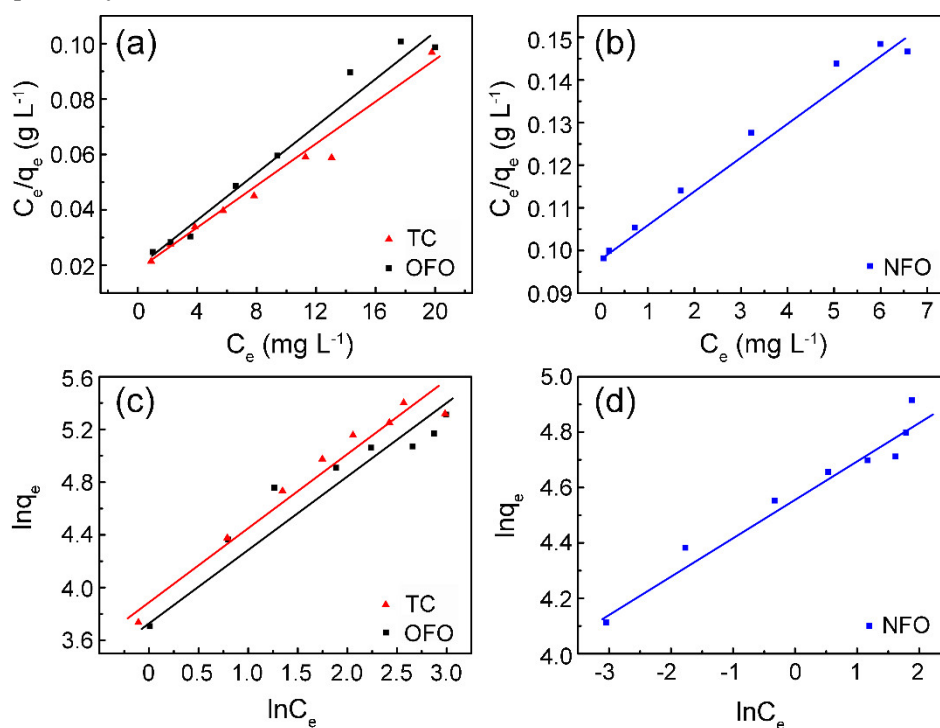 (a)
C_e/q_e (g L⁻¹)
0.10
0.08
0.06
0.04
0.02
TC
OFO
0 4 8 12 16 20
C_e (mg L⁻¹)
(b)
C_e/q_e (g L⁻¹)
0.15
0.14
0.13
0.12
0.10
0.10
0.09
NFO
0 1 2 3 4 5 6 7
C_e (mg L⁻¹)
(c)
lnq_e
5.6
5.2
4.8
4.4
4.0
3.6
TC
OFO
0 0.5 1.0 1.5 2.0 2.5 3.0
lnC_e
(d)
lnq_e
5.0
4.8
4.6
4.4
4.2
4.0
NFO
-3 -2 -1 0 1 2
lnC_e